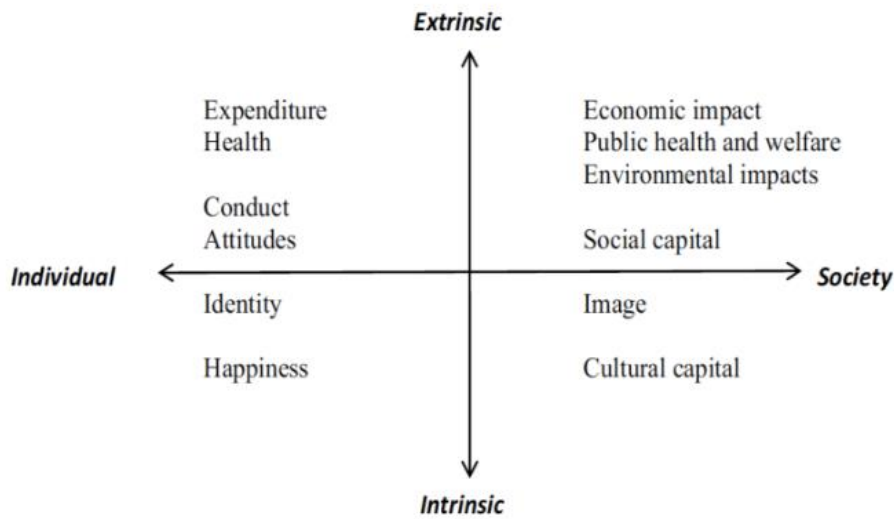 Extrinsic
Expenditure
Health
Conduct
Attitudes
Economic impact
Public health and welfare
Environmental impacts
Social capital
Individual
Society
Identity
Happiness
Image
Cultural capital
Intrinsic